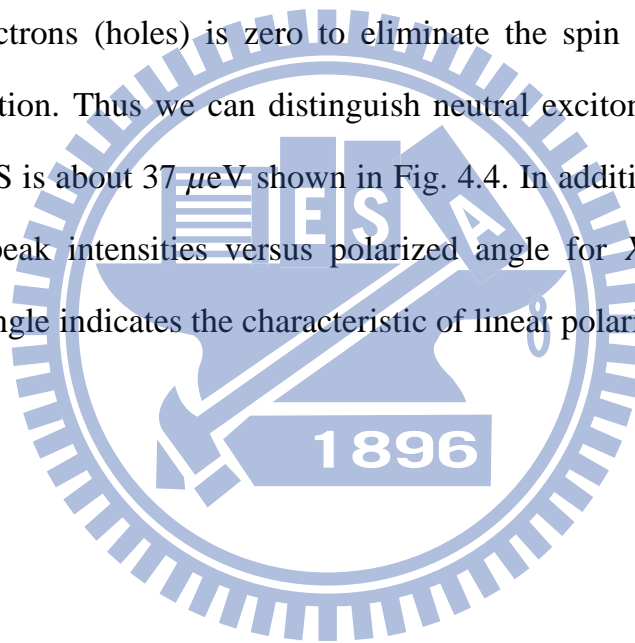 ctrons (holes) is zero to eliminate the spin
tion. Thus we can distinguish neutral exciton
S is about 37 μeV shown in Fig. 4.4. In additi
peak intensities versus polarized angle for X
ngle indicates the characteristic of linear polari
E S A
8
1896